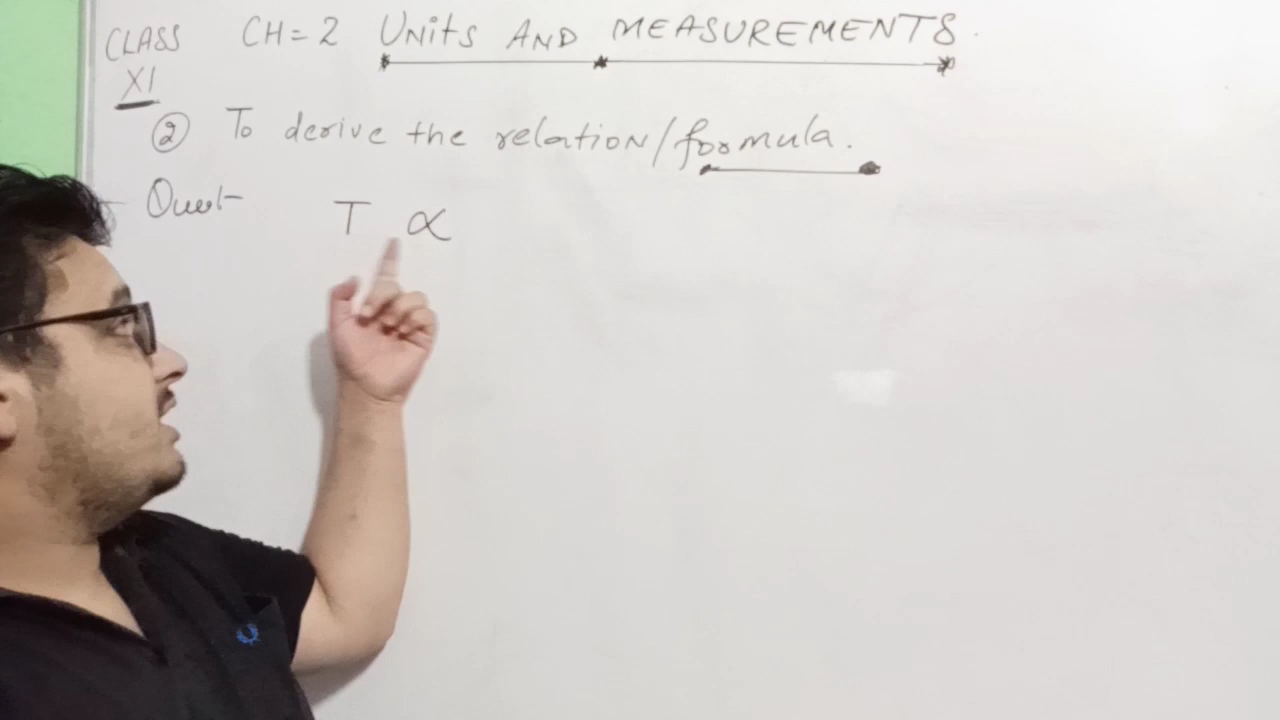 CLASS CH=2 UNITS AND MEASUREMENTS.
XI
② To derive the relation/formula.
Quest
T ∝